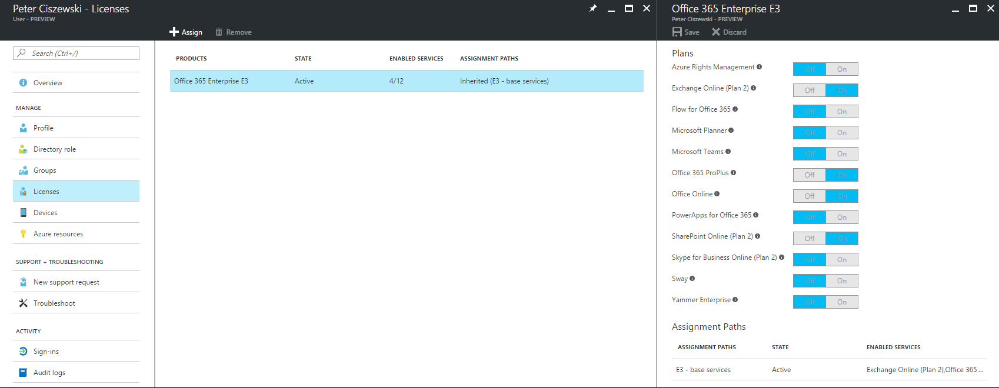 Peter Ciszewski - Licenses
User - PREVIEW
Assign Remove
Search (Ctrl+/)
Overview
MANAGE
Profile
Directory role
Groups
Licenses
Devices
Azure resources
SUPPORT + TROUBLESHOOTING
New support request
Troubleshoot
ACTIVITY
Sign-ins
Audit logs
PRODUCTS STATE ENABLED SERVICES ASSIGNMENT PATHS
Office 365 Enterprise E3 Active 4/12 Inherited (E3 - base services)
Office 365 Enterprise E3
Peter Ciszewski - PREVIEW
Save Discard
Plans
Azure Rights Management Off On
Exchange Online (Plan 2) Off On
Flow for Office 365 Off On
Microsoft Planner Off On
Microsoft Teams Off On
Office 365 ProPlus Off On
Office Online Off On
PowerApps for Office 365 Off On
SharePoint Online (Plan 2) Off On
Skype for Business Online (Plan 2) Off On
Sway Off On
Yammer Enterprise Off On
Assignment Paths
ASSIGNMENT PATHS STATE ENABLED SERVICES
E3 - base services Active Exchange Online (Plan 2),Office 365 ...